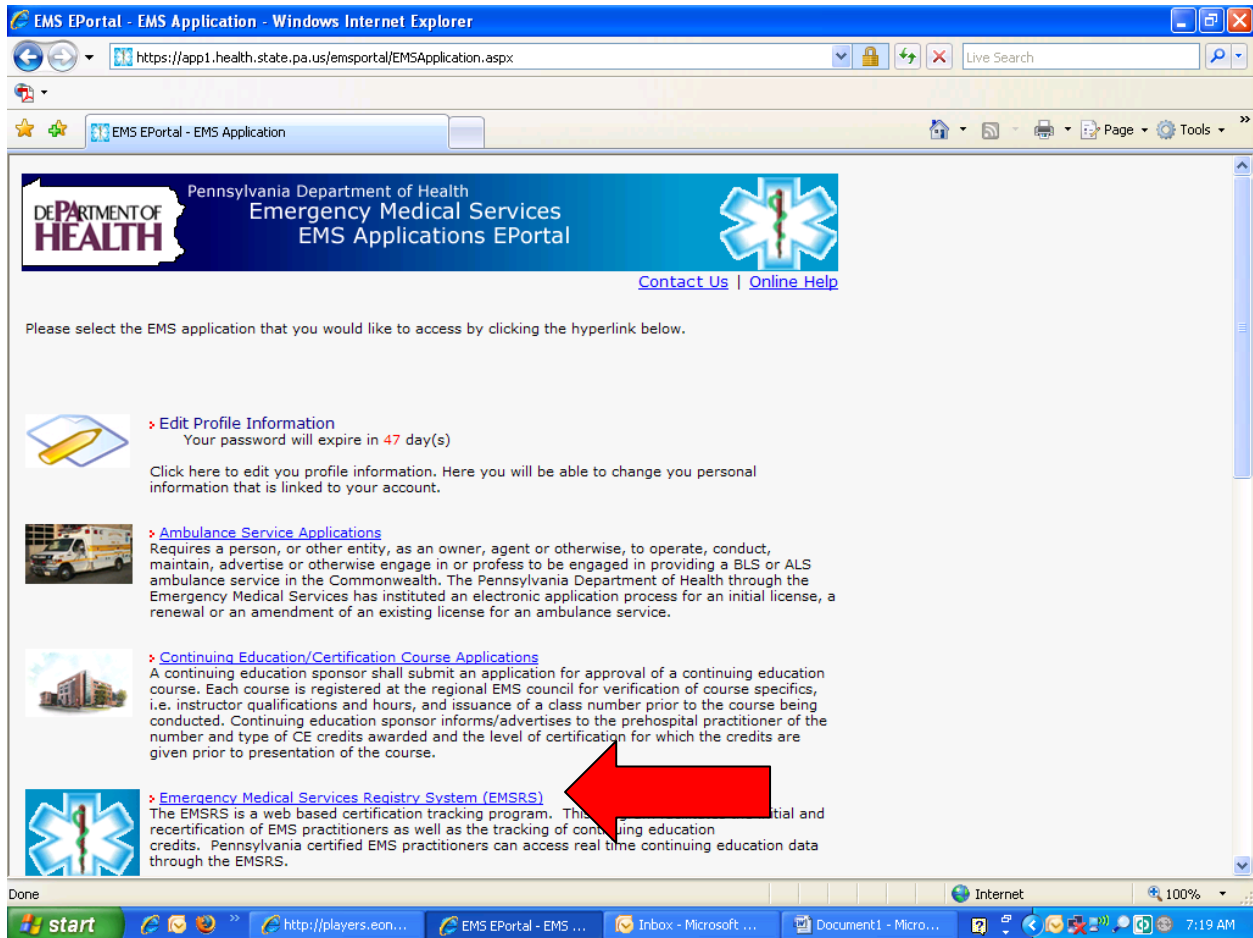 EMS EPortal - EMS Application - Windows Internet Explorer
https://app1.health.state.pa.us/emsportal/EMSApplication.aspx
Live Search
EMS EPortal - EMS Application
Page
Tools
DEPARTMENT OF
HEALTH
Pennsylvania Department of Health
Emergency Medical Services
EMS Applications EPortal
Contact Us | Online Help
Please select the EMS application that you would like to access by clicking the hyperlink below.
Edit Profile Information
Your password will expire in 47 day(s)
Click here to edit you profile information. Here you will be able to change you personal
information that is linked to your account.
Ambulance Service Applications
Requires a person, or other entity, as an owner, agent or otherwise, to operate, conduct,
maintain, advertise or otherwise engage in or profess to be engaged in providing a BLS or ALS
ambulance service in the Commonwealth. The Pennsylvania Department of Health through the
Emergency Medical Services has instituted an electronic application process for an initial license, a
renewal or an amendment of an existing license for an ambulance service.
Continuing Education/Certification Course Applications
A continuing education sponsor shall submit an application for approval of a continuing education
course. Each course is registered at the regional EMS council for verification of course specifics,
i.e. instructor qualifications and hours, and issuance of a class number prior to the course being
conducted. Continuing education sponsor informs/advertises to the prehospital practitioner of the
number and type of CE credits awarded and the level of certification for which the credits are
given prior to presentation of the course.
Emergency Medical Services Registry System (EMSRS)
The EMSRS is a web based certification tracking program. This itial and
recertification of EMS practitioners as well as the tracking of continuing education
credits. Pennsylvania certified EMS practitioners can access real time continuing education data
through the EMSRS.
Done
Internet
100%
start
http://players.eon...
EMS EPortal - EMS ...
Inbox - Microsoft ...
Document1 - Micro...
7:19 AM